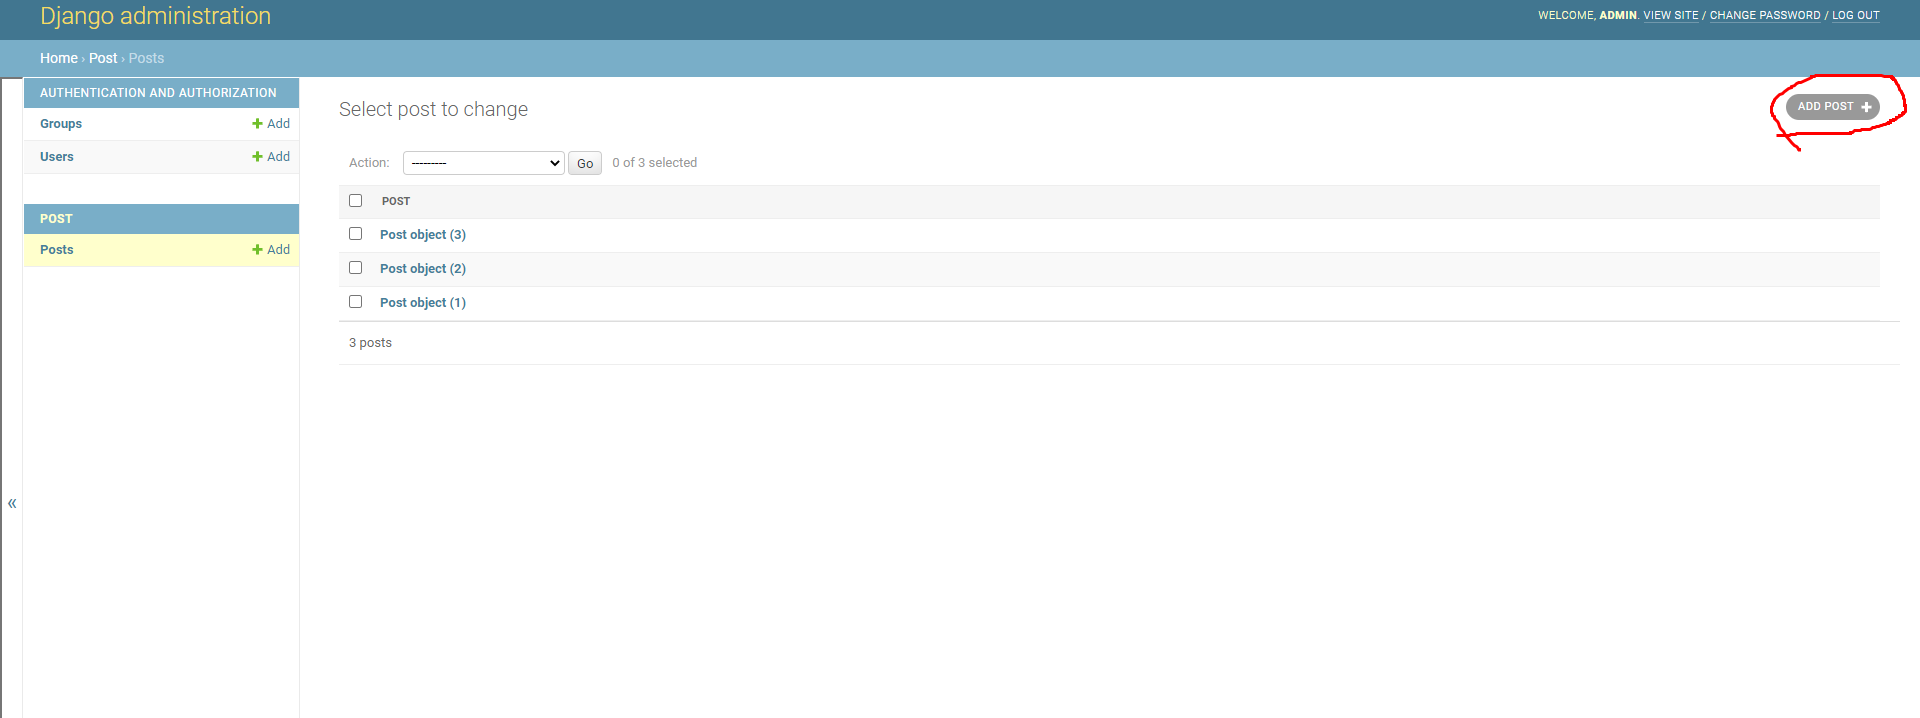 Django administration
WELCOME, ADMIN. VIEW SITE / CHANGE PASSWORD / LOG OUT
Home › Post › Posts
AUTHENTICATION AND AUTHORIZATION
Groups + Add
Users + Add
POST
Posts + Add
«
Select post to change
ADD POST +
Action: --------- Go 0 of 3 selected
POST
Post object (3)
Post object (2)
Post object (1)
3 posts